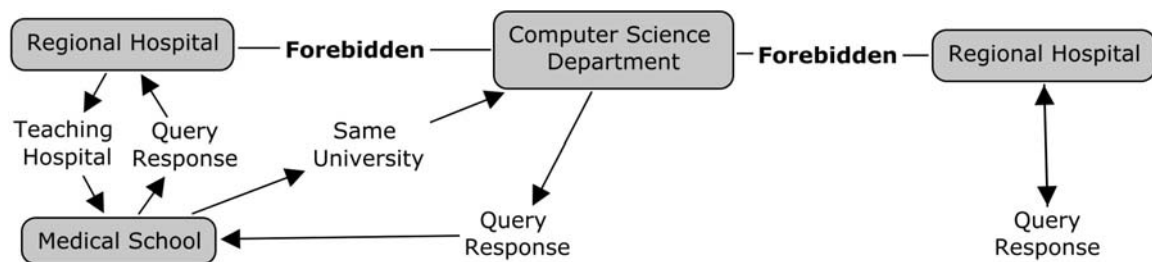 Regional Hospital
Forebidden
Computer Science
Department
Forebidden
Regional Hospital
Teaching
Hospital
Query
Response
Same
University
Medical School
Query
Response
Query
Response